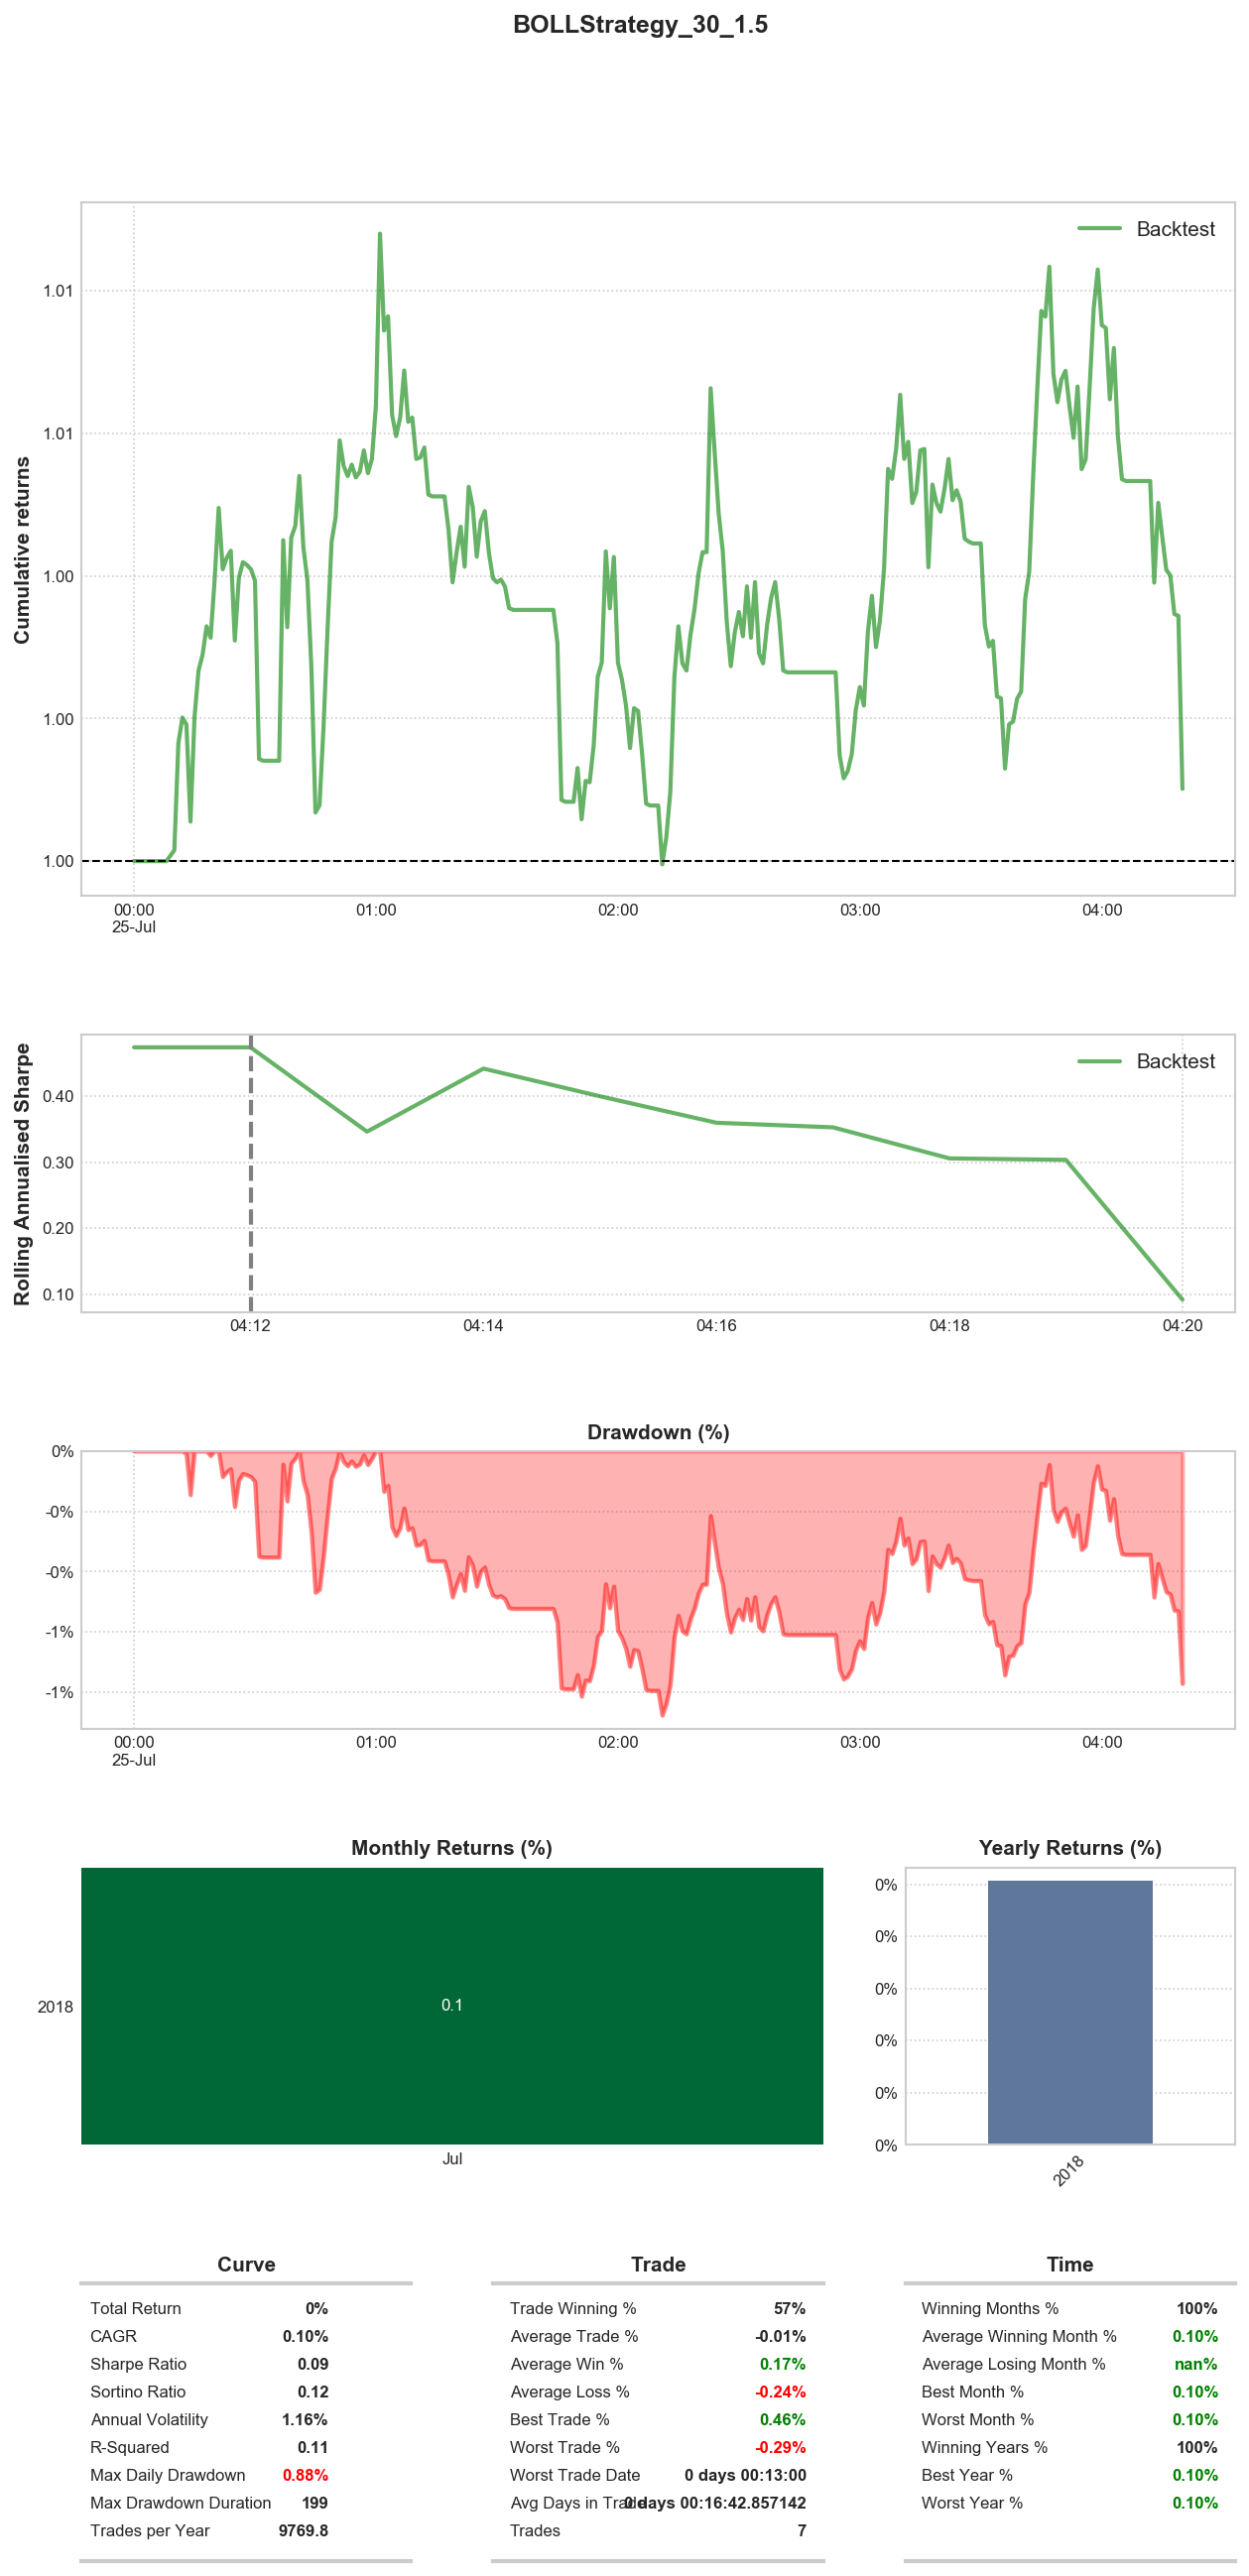 BOLLStrategy_30_1.5
Cumulative returns
Backtest
1.01
1.01
1.00
1.00
1.00
00:00 01:00 02:00 03:00 04:00
25-Jul
Rolling Annualised Sharpe
Backtest
0.40
0.30
0.20
0.10
04:12 04:14 04:16 04:18 04:20
Drawdown (%)
0%
-0%
-0%
-1%
-1%
00:00 01:00 02:00 03:00 04:00
25-Jul
Monthly Returns (%)
2018
0.1
Jul
Yearly Returns (%)
0%
0%
0%
0%
0%
0%
2018
Curve
Total Return 0%
CAGR 0.10%
Sharpe Ratio 0.09
Sortino Ratio 0.12
Annual Volatility 1.16%
R-Squared 0.11
Max Daily Drawdown 0.88%
Max Drawdown Duration 199
Trades per Year 9769.8
Trade
Trade Winning % 57%
Average Trade % -0.01%
Average Win % 0.17%
Average Loss % -0.24%
Best Trade % 0.46%
Worst Trade % -0.29%
Worst Trade Date 0 days 00:13:00
Avg Days in Trade 0 days 00:16:42.857142
Trades 7
Time
Winning Months % 100%
Average Winning Month % 0.10%
Average Losing Month % nan%
Best Month % 0.10%
Worst Month % 0.10%
Winning Years % 100%
Best Year % 0.10%
Worst Year % 0.10%